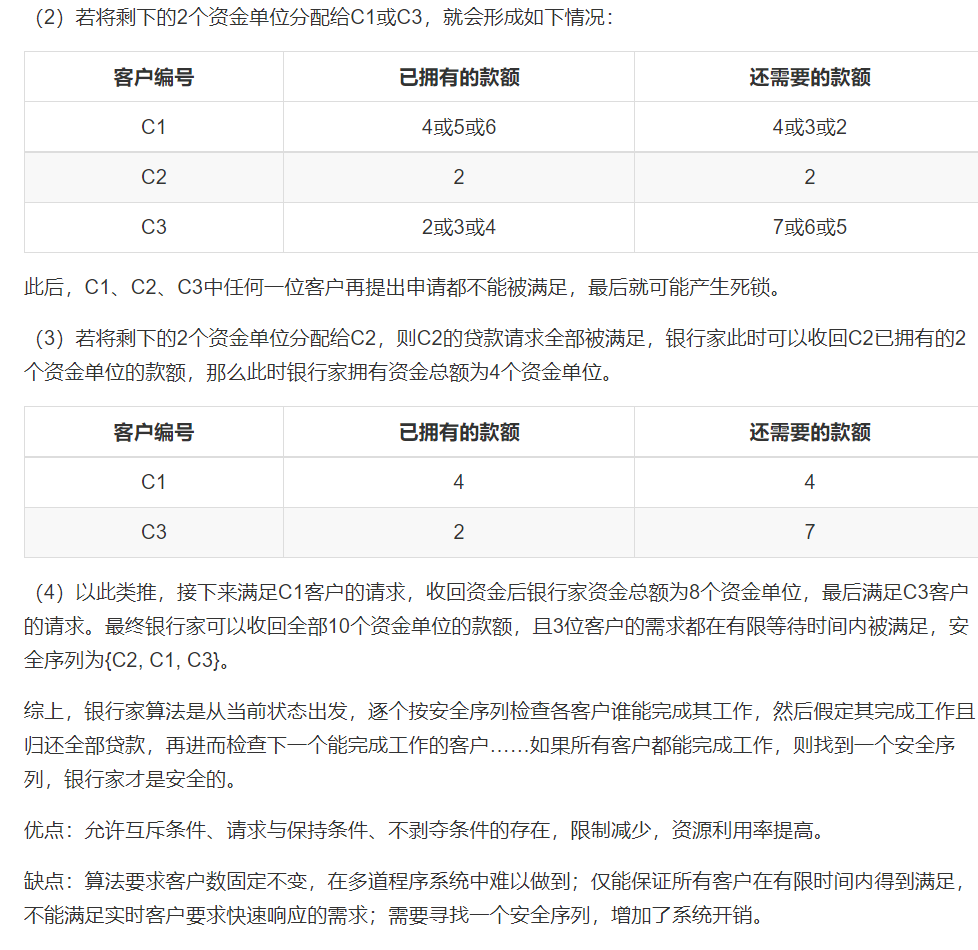 （2）若将剩下的2个资金单位分配给C1或C3，就会形成如下情况：
客户编号 已拥有的款额 还需要的款额
C1 4或5或6 4或3或2
C2 2 2
C3 2或3或4 7或6或5
此后，C1、C2、C3中任何一位客户再提出申请都不能被满足，最后就可能产生死锁。
（3）若将剩下的2个资金单位分配给C2，则C2的贷款请求全部被满足，银行家此时可以收回C2已拥有的2
个资金单位的款额，那么此时银行家拥有资金总额为4个资金单位。
客户编号 已拥有的款额 还需要的款额
C1 4 4
C3 2 7
（4）以此类推，接下来满足C1客户的请求，收回资金后银行家资金总额为8个资金单位，最后满足C3客户
的请求。最终银行家可以收回全部10个资金单位的款额，且3位客户的需求都在有限等待时间内被满足，安
全序列为{C2, C1, C3}。
综上，银行家算法是从当前状态出发，逐个按安全序列检查各客户谁能完成其工作，然后假定其完成工作且
归还全部贷款，再进而检查下一个能完成工作的客户……如果所有客户都能完成工作，则找到一个安全序
列，银行家才是安全的。
优点：允许互斥条件、请求与保持条件、不剥夺条件的存在，限制减少，资源利用率提高。
缺点：算法要求客户数固定不变，在多道程序系统中难以做到；仅能保证所有客户在有限时间内得到满足，
不能满足实时客户要求快速响应的需求；需要寻找一个安全序列，增加了系统开销。